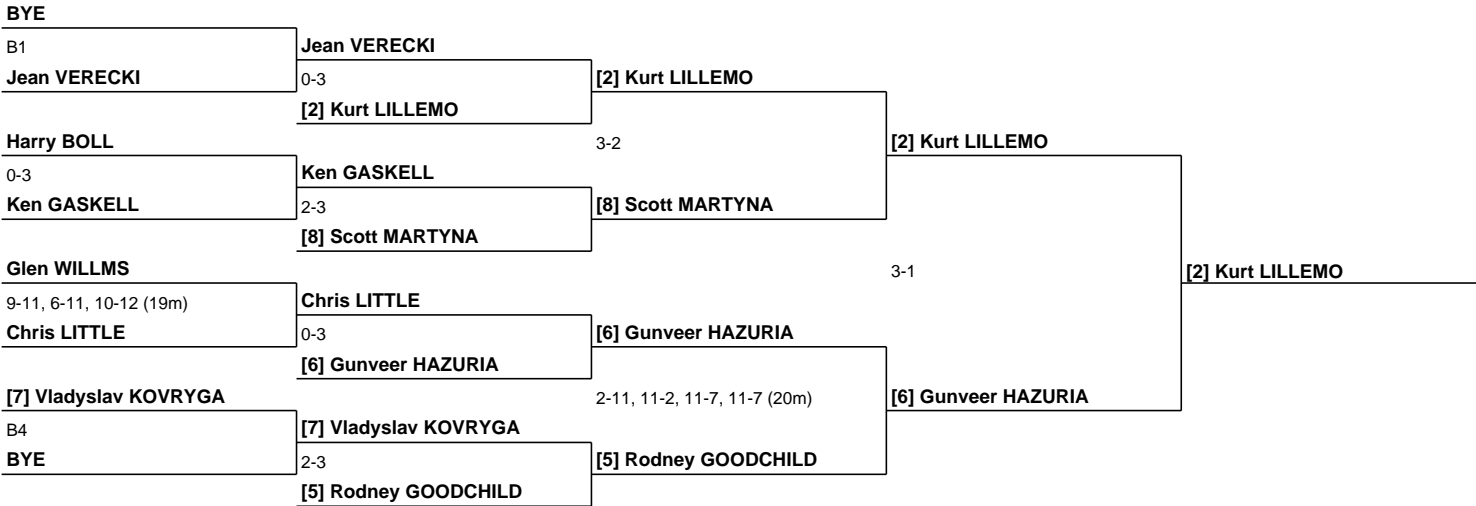 BYE
B1
Jean VERECKI
Jean VERECKI
0-3
[2] Kurt LILLEMO
[2] Kurt LILLEMO
Harry BOLL
3-2
[2] Kurt LILLEMO
0-3
Ken GASKELL
Ken GASKELL
2-3
[8] Scott MARTYNA
[8] Scott MARTYNA
Glen WILLMS
3-1
[2] Kurt LILLEMO
9-11, 6-11, 10-12 (19m)
Chris LITTLE
Chris LITTLE
0-3
[6] Gunveer HAZURIA
[6] Gunveer HAZURIA
[7] Vladyslav KOVRYGA
2-11, 11-2, 11-7, 11-7 (20m)
[6] Gunveer HAZURIA
B4
[7] Vladyslav KOVRYGA
BYE
2-3
[5] Rodney GOODCHILD
[5] Rodney GOODCHILD